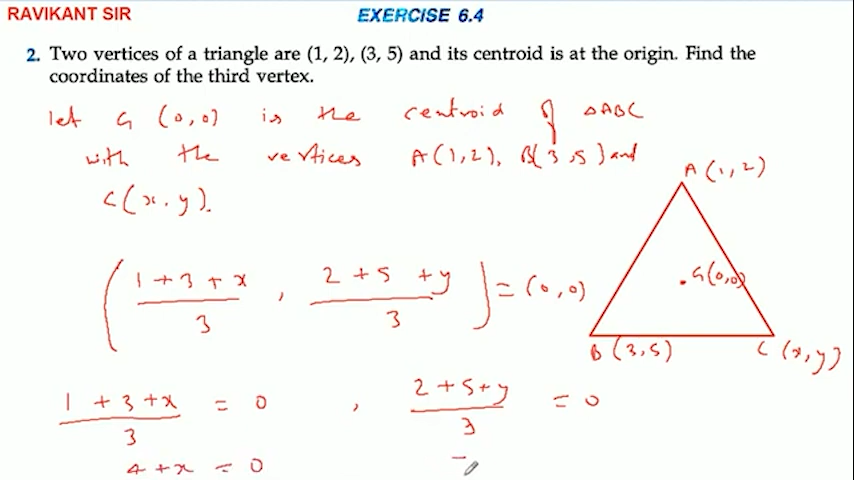 RAVIKANT SIR
EXERCISE 6.4
2. Two vertices of a triangle are (1, 2), (3, 5) and its centroid is at the origin. Find the
coordinates of the third vertex.
let G (0,0) is the centroid of ΔABC
with the vertices A(1,2), B(3,5) and
C(x,y).
A(1,2)
G(0,0)
B(3,5)
C(x,y)
(1+3+x/3, 2+5+y/3) = (0,0)
1+3+x/3 = 0 , 2+5+y/3 = 0
4+x = 0